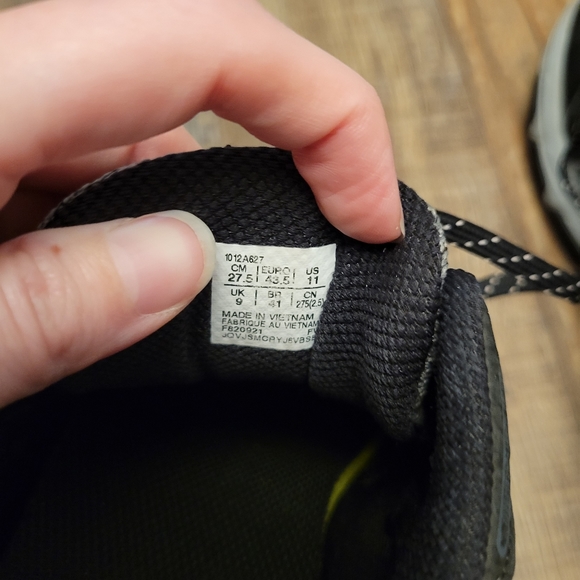 1012A627
CM | EURO | US
27.5 | 43.5 | 11
UK | BR | CN
9 | 41 | 275(2.5)
MADE IN VIETNAM
FABRIQUE AU VIETNAM
F820921